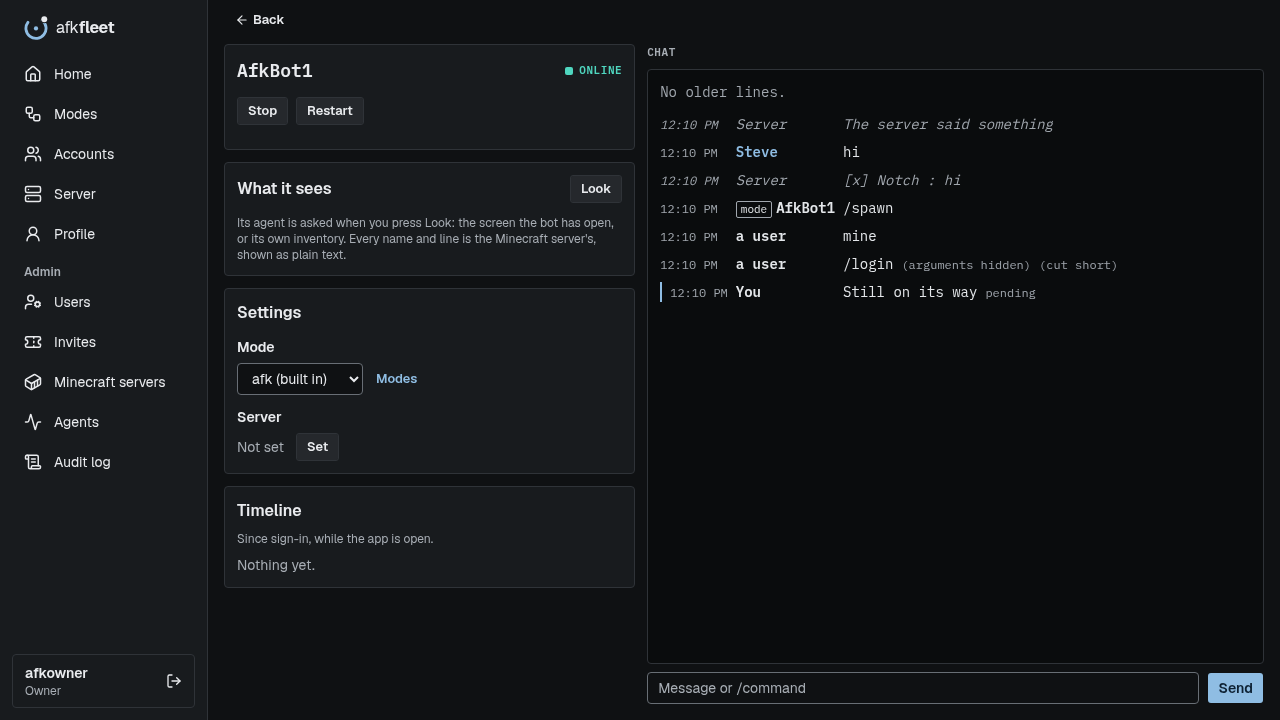 afkfleet
Home
Modes
Accounts
Server
Profile
Admin
Users
Invites
Minecraft servers
Agents
Audit log
afkowner
Owner
Back
AfkBot1
ONLINE
Stop
Restart
What it sees
Look
Its agent is asked when you press Look: the screen the bot has open,
or its own inventory. Every name and line is the Minecraft server's,
shown as plain text.
Settings
Mode
afk (built in)
Modes
Server
Not set
Set
Timeline
Since sign-in, while the app is open.
Nothing yet.
CHAT
No older lines.
12:10 PM Server The server said something
12:10 PM Steve hi
12:10 PM Server [x] Notch : hi
12:10 PM mode AfkBot1 /spawn
12:10 PM a user mine
12:10 PM a user /login (arguments hidden) (cut short)
12:10 PM You Still on its way pending
Message or /command
Send